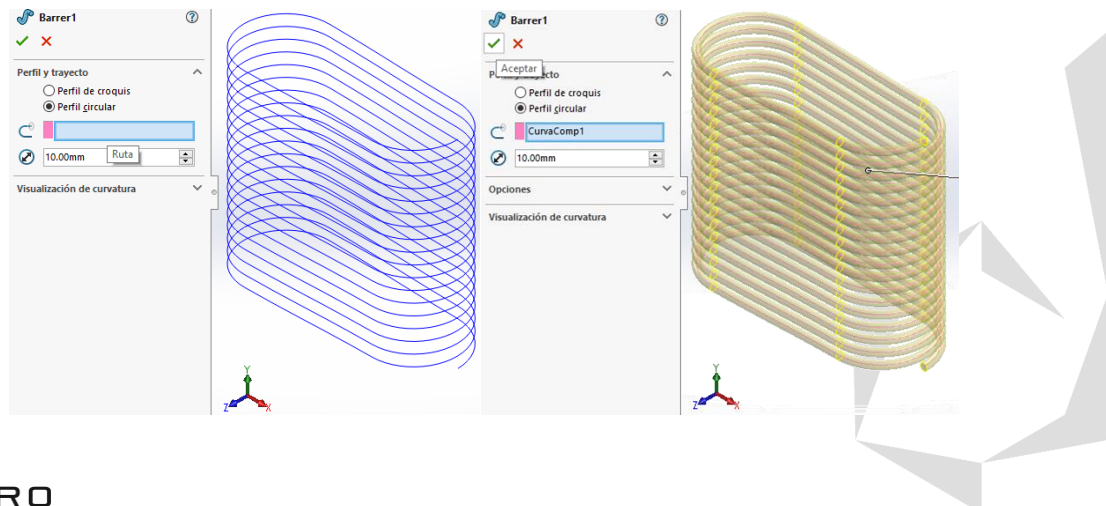 Barrer1
Perfil y trayecto
Perfil de croquis
Perfil circular
10.00mm
Ruta
Visualización de curvatura
Y
Z
X
Barrer1
Aceptar
Perfil de croquis
Perfil circular
CurvaComp1
10.00mm
Opciones
Visualización de curvatura
Y
Z
X
RO